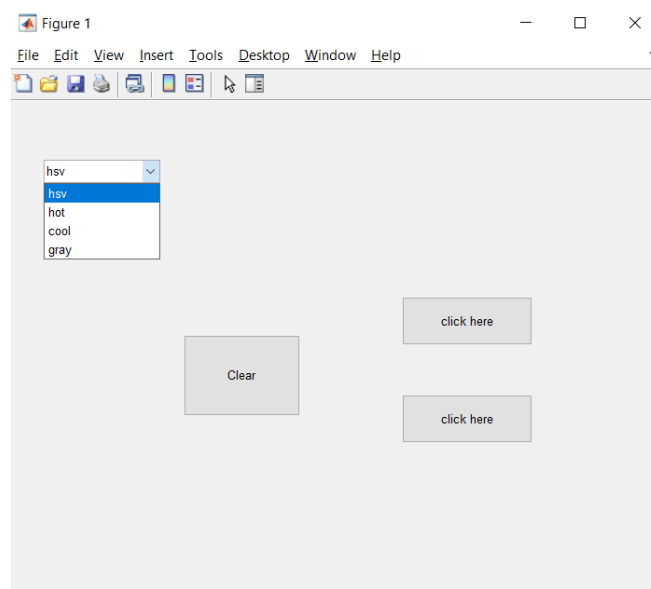 Figure 1
File Edit View Insert Tools Desktop Window Help
hsv
hsv
hot
cool
gray
click here
Clear
click here